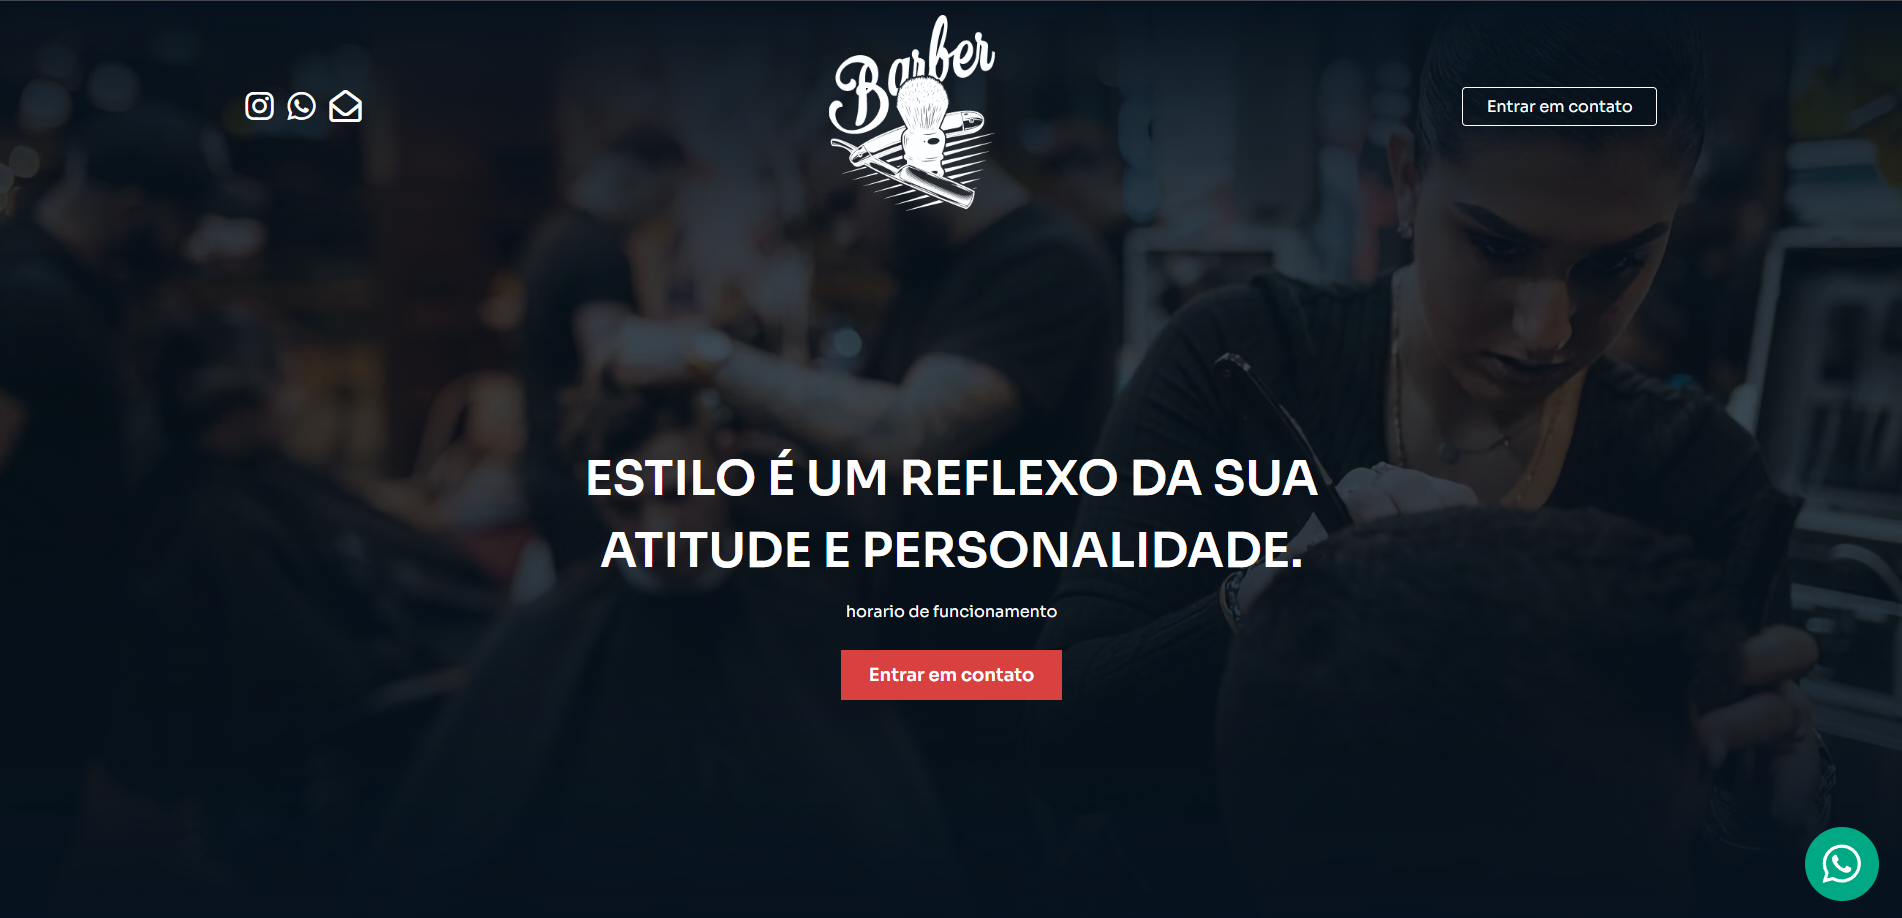 Barber
Entrar em contato
ESTILO É UM REFLEXO DA SUA
ATITUDE E PERSONALIDADE.
horario de funcionamento
Entrar em contato